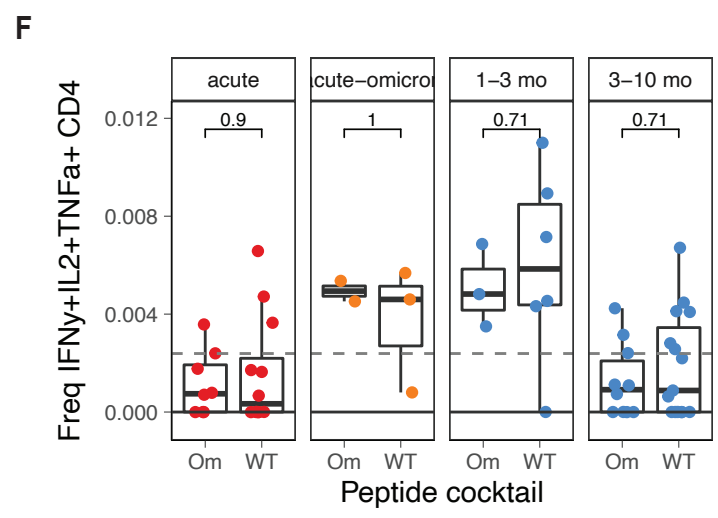 F
acute
acute−omicron
1−3 mo
3−10 mo
Freq IFNy+IL2+TNFa+ CD4
0.012
0.008
0.004
0.000
0.9
1
0.71
0.71
Om WT Om WT Om WT Om WT
Peptide cocktail